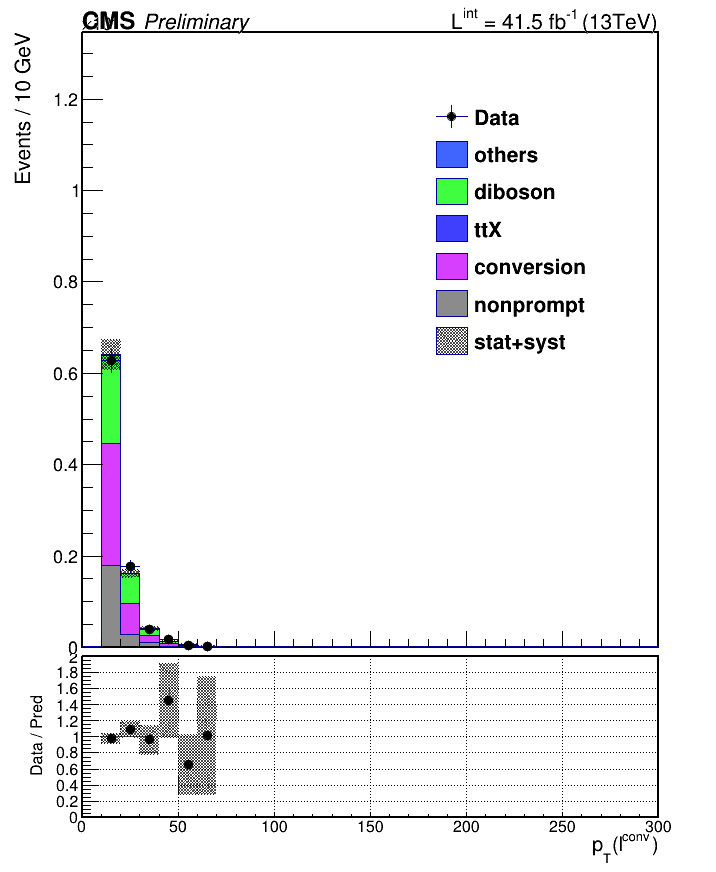 CMS Preliminary L^int = 41.5 fb^-1 (13TeV)
Events / 10 GeV
1.2
1
0.8
0.6
0.4
0.2
0
Data
others
diboson
ttX
conversion
nonprompt
stat+syst
Data / Pred
2
1.8
1.6
1.4
1.2
1
0.8
0.6
0.4
0.2
0
0 50 100 150 200 250 300
p_T(l^conv)